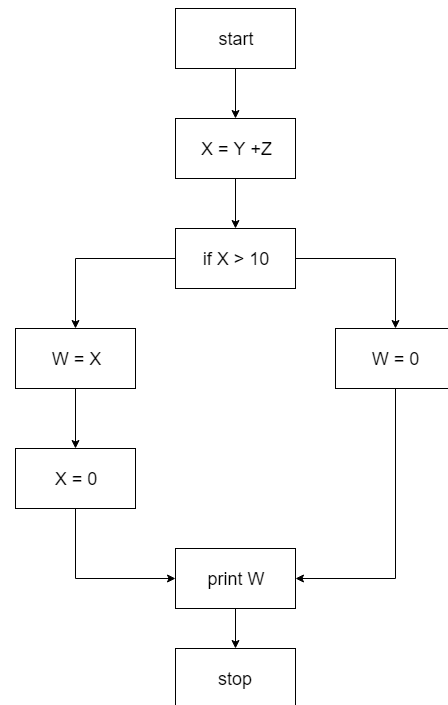 start
X = Y +Z
if X > 10
W = X
W = 0
X = 0
print W
stop